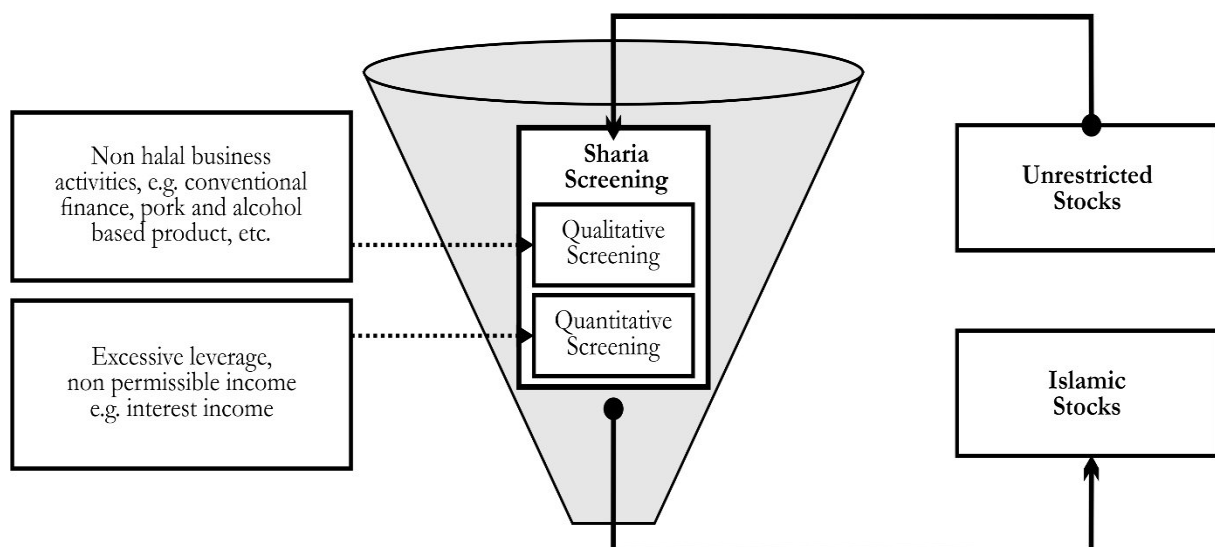 Non halal business
activities, e.g. conventional
finance, pork and alcohol
based product, etc.
Excessive leverage,
non permissible income
e.g. interest income
Sharia
Screening
Qualitative
Screening
Quantitative
Screening
Unrestricted
Stocks
Islamic
Stocks